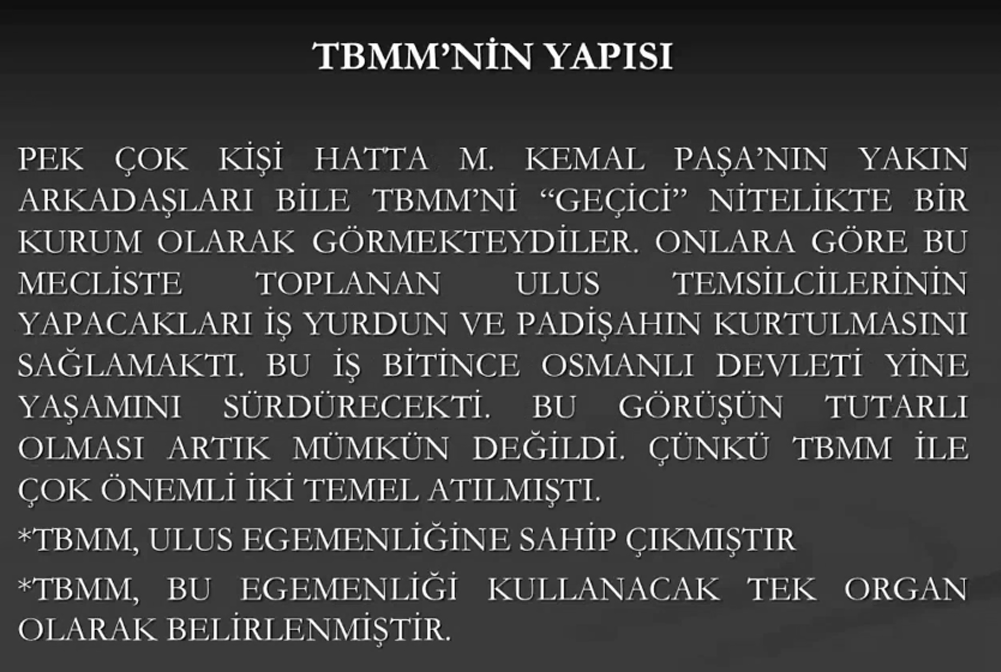 TBMM’NİN YAPISI
PEK ÇOK KİŞİ HATTA M. KEMAL PAŞA’NIN YAKIN
ARKADAŞLARI BİLE TBMM’Nİ “GEÇİCİ” NİTELİKTE BİR
KURUM OLARAK GÖRMEKTEYDİLER. ONLARA GÖRE BU
MECLİSTE TOPLANAN ULUS TEMSİLCİLERİNİN
YAPACAKLARI İŞ YURDUN VE PADİŞAHIN KURTULMASINI
SAĞLAMAKTI. BU İŞ BİTİNCE OSMANLI DEVLETİ YİNE
YAŞAMINI SÜRDÜRECEKTİ. BU GÖRÜŞÜN TUTARLI
OLMASI ARTIK MÜMKÜN DEĞİLDİ. ÇÜNKÜ TBMM İLE
ÇOK ÖNEMLİ İKİ TEMEL ATILMIŞTI.
*TBMM, ULUS EGEMENLİĞİNE SAHİP ÇIKMIŞTIR
*TBMM, BU EGEMENLİĞİ KULLANACAK TEK ORGAN
OLARAK BELİRLENMİŞTİR.